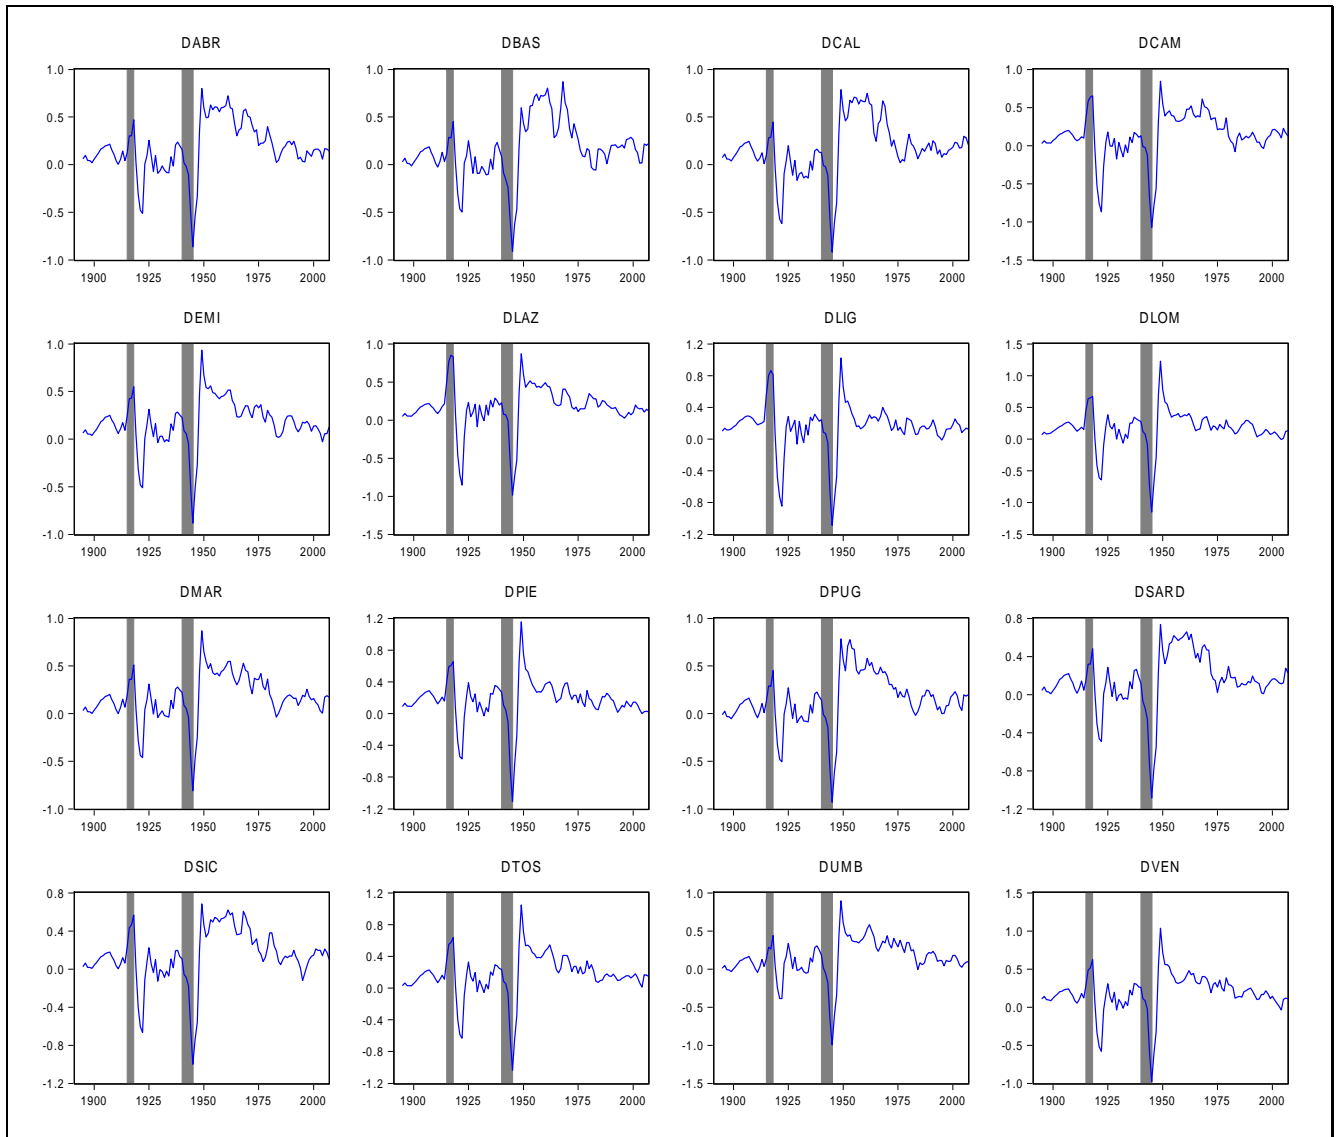 DABR DBAS DCAL DCAM
1.0 1.0 1.0 1.0
0.5 0.5 0.5 0.5
0.0 0.0 0.0 0.0
-0.5 -0.5 -0.5 -0.5
-1.0
-1.0 -1.0 -1.0 -1.5
1900 1925 1950 1975 2000 1900 1925 1950 1975 2000 1900 1925 1950 1975 2000 1900 1925 1950 1975 2000
DEMI DLAZ DLIG DLOM
1.0 1.0 1.2 1.5
0.5 0.5 0.8 1.0
0.4 0.5
0.0 0.0 0.0 0.0
-0.5 -0.5 -0.4 -0.5
-1.0 -0.8 -1.0
-1.0 -1.5 -1.2 -1.5
1900 1925 1950 1975 2000 1900 1925 1950 1975 2000 1900 1925 1950 1975 2000 1900 1925 1950 1975 2000
DMAR DPIE DPUG DSARD
1.0 1.2 1.0 0.8
0.5 0.8 0.5 0.4
0.4
0.0 0.0 0.0 0.0
-0.5 -0.4 -0.5 -0.4
-0.8 -0.8
-1.0 -1.2 -1.0 -1.2
1900 1925 1950 1975 2000 1900 1925 1950 1975 2000 1900 1925 1950 1975 2000 1900 1925 1950 1975 2000
DSIC DTOS DUMB DVEN
0.8 1.2 1.0 1.5
0.4 0.8 0.5 1.0
0.4 0.5
0.0 0.0 0.0 0.0
-0.4 -0.4 -0.5 -0.5
-0.8 -0.8 -1.0
-1.2 -1.2 -1.5 -1.0
1900 1925 1950 1975 2000 1900 1925 1950 1975 2000 1900 1925 1950 1975 2000 1900 1925 1950 1975 2000